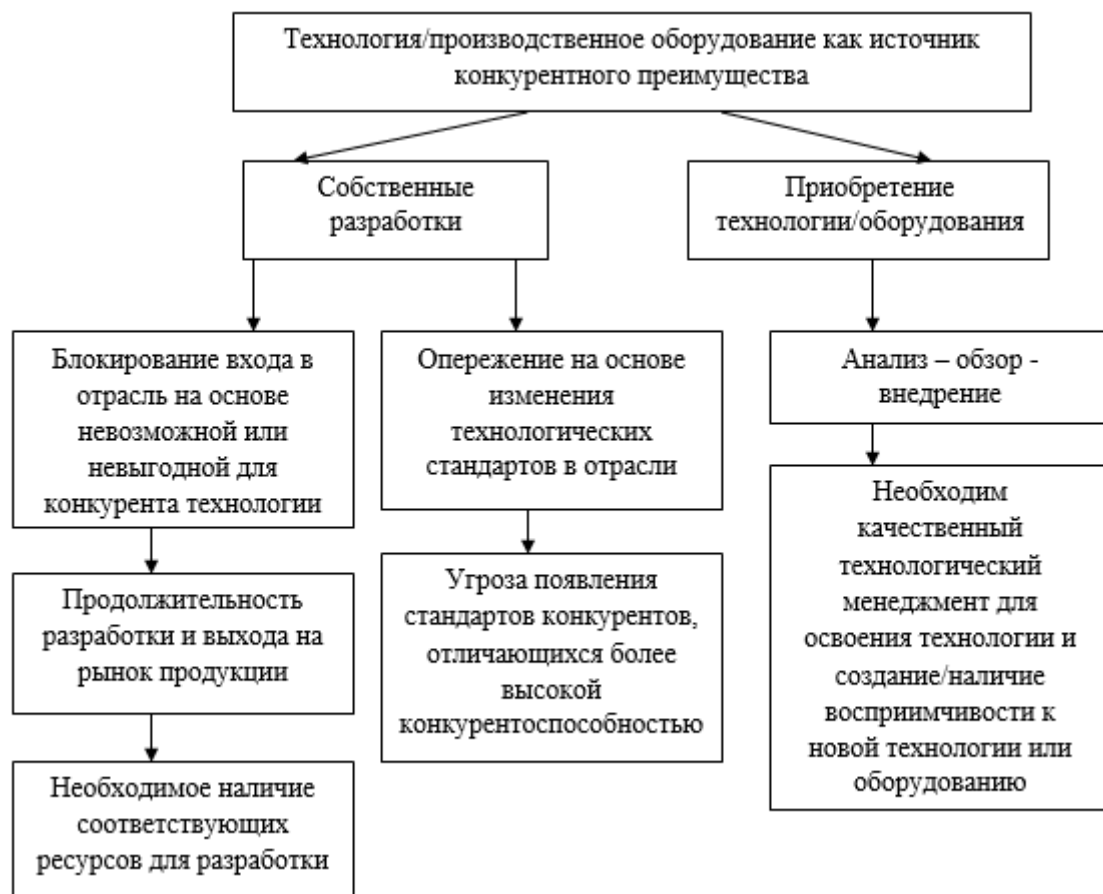 Технология/производственное оборудование как источник
конкурентного преимущества
Собственные
разработки
Приобретение
технологии/оборудования
Блокирование входа в
отрасль на основе
невозможной или
невыгодной для
конкурента технологии
Опережение на основе
изменения
технологических
стандартов в отрасли
Анализ – обзор -
внедрение
Продолжительность
разработки и выхода на
рынок продукции
Угроза появления
стандартов конкурентов,
отличающихся более
высокой
конкурентоспособностью
Необходим
качественный
технологический
менеджмент для
освоения технологии и
создание/наличие
восприимчивости к
новой технологии или
оборудованию
Необходимое наличие
соответствующих
ресурсов для разработки